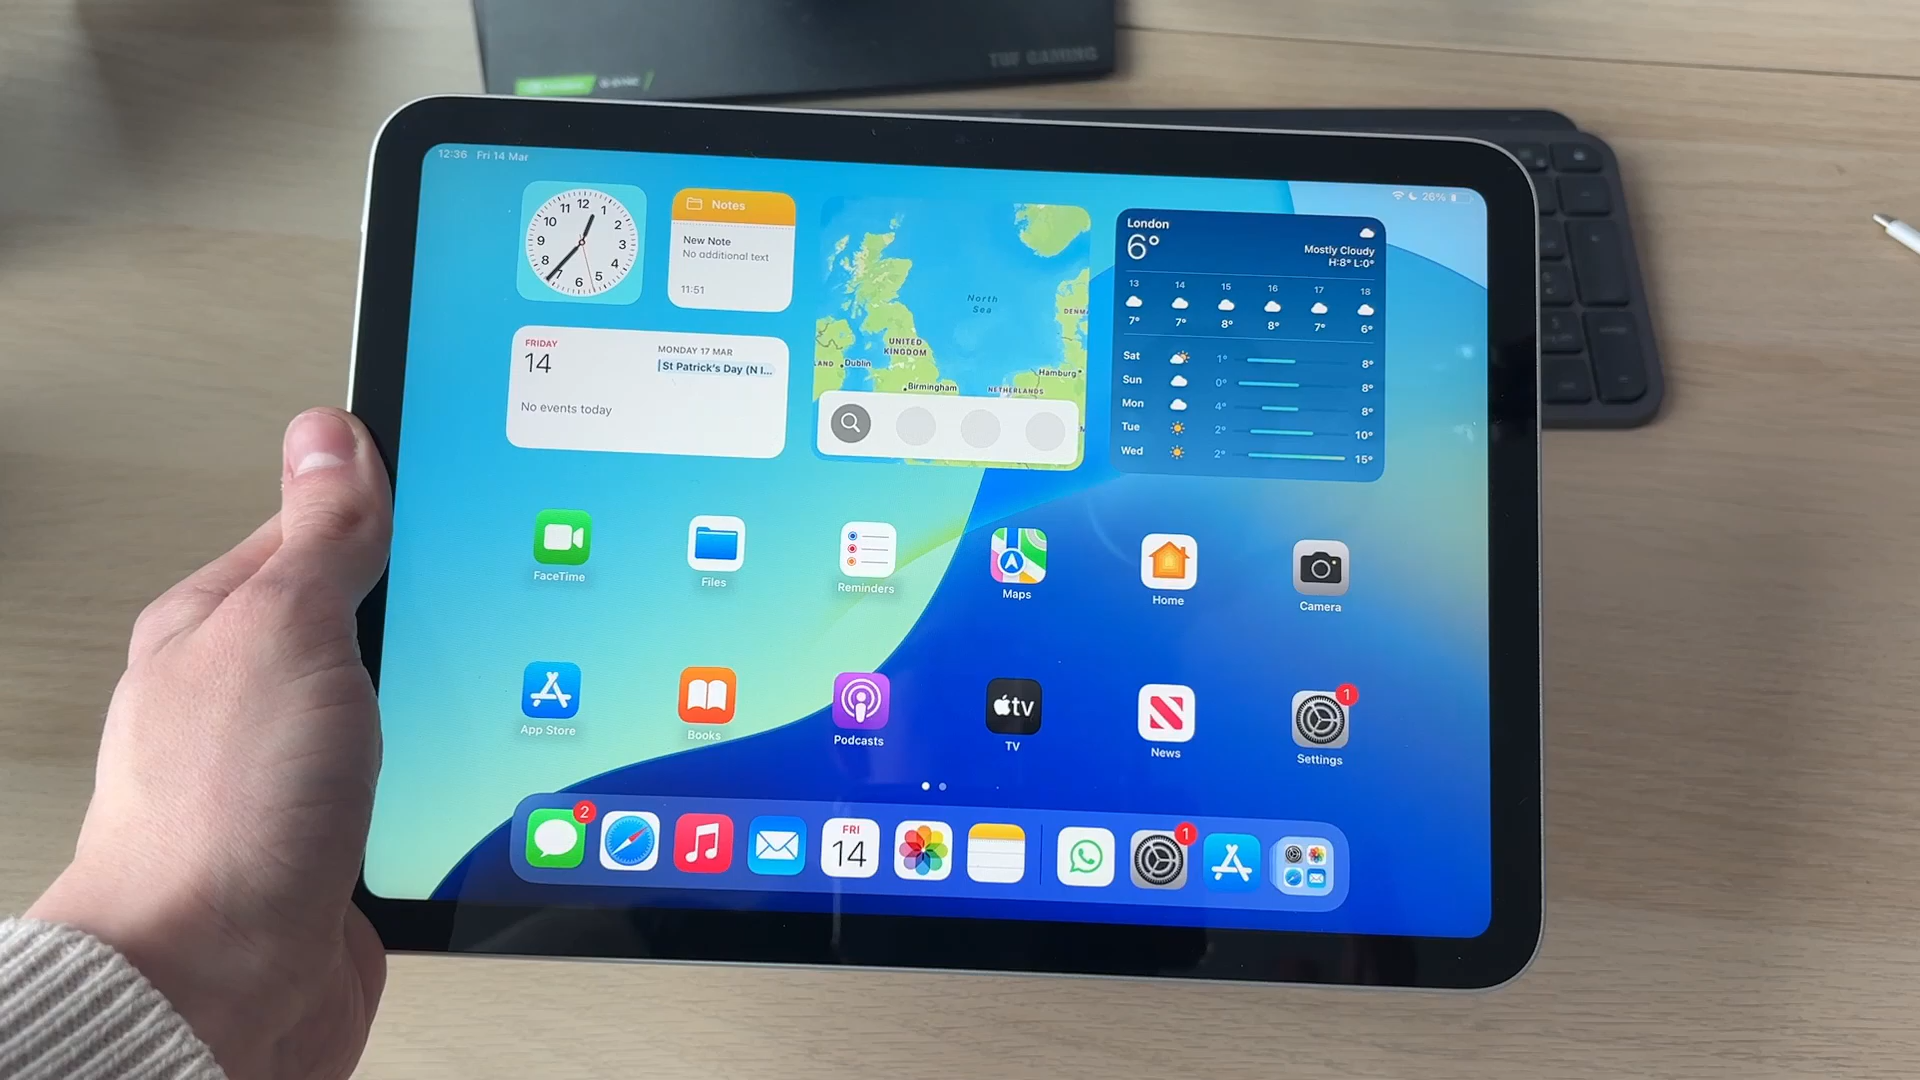 TUF GAMING
12:36 Fri 14 Mar
26%
12
1
2
3
4
5
6
7
8
9
10
11
Notes
New Note
No additional text
11:51
FRIDAY
14
No events today
MONDAY 17 MAR
St Patrick's Day (N I...
North
Sea
UNITED
KINGDOM
LAND
Dublin
Birmingham
DENM
Hamburg
NETHERLANDS
London
6°
Mostly Cloudy
H:8° L:0°
13 14 15 16 17 18
7° 7° 8° 8° 7° 6°
Sat 1° 8°
Sun 0° 8°
Mon 4° 8°
Tue 2° 10°
Wed 2° 15°
FaceTime
Files
Reminders
Maps
Home
Camera
tv
1
App Store
Books
Podcasts
TV
News
Settings
2
FRI
14
1